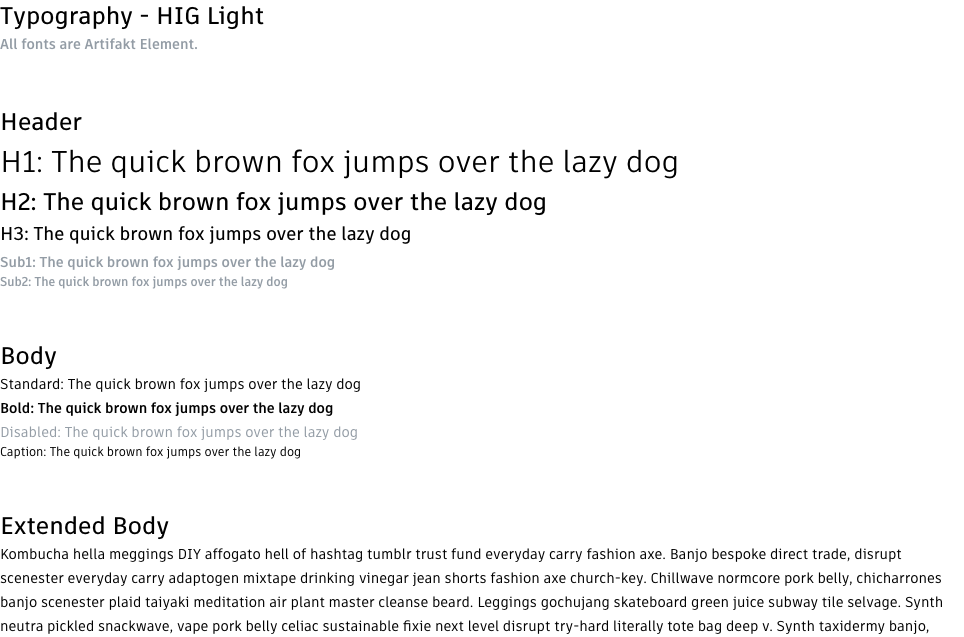 Typography - HIG Light
All fonts are Artifakt Element.
Header
H1: The quick brown fox jumps over the lazy dog
H2: The quick brown fox jumps over the lazy dog
H3: The quick brown fox jumps over the lazy dog
Sub1: The quick brown fox jumps over the lazy dog
Sub2: The quick brown fox jumps over the lazy dog
Body
Standard: The quick brown fox jumps over the lazy dog
Bold: The quick brown fox jumps over the lazy dog
Disabled: The quick brown fox jumps over the lazy dog
Caption: The quick brown fox jumps over the lazy dog
Extended Body
Kombucha hella meggings DIY affogato hell of hashtag tumblr trust fund everyday carry fashion axe. Banjo bespoke direct trade, disrupt
scenester everyday carry adaptogen mixtape drinking vinegar jean shorts fashion axe church-key. Chillwave normcore pork belly, chicharrones
banjo scenester plaid taiyaki meditation air plant master cleanse beard. Leggings gochujang skateboard green juice subway tile selvage. Synth
neutra pickled snackwave, vape pork belly celiac sustainable fixie next level disrupt try-hard literally tote bag deep v. Synth taxidermy banjo,